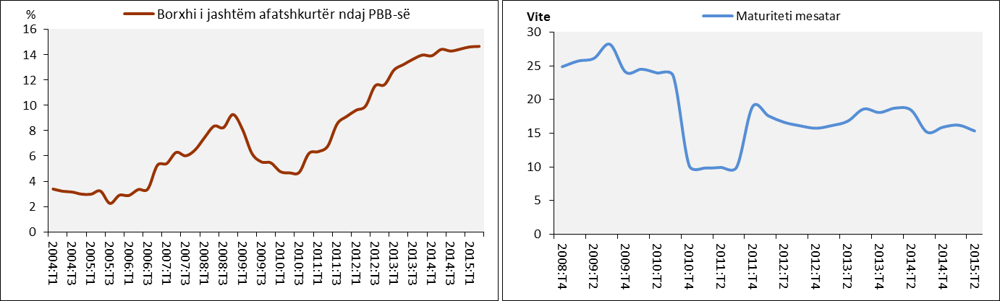 %
Borxhi i jashtëm afatshkurtër ndaj PBB-së
16
14
12
10
8
6
4
2
0
2004:T1
2004:T3
2005:T1
2005:T3
2006:T1
2006:T3
2007:T1
2007:T3
2008:T1
2008:T3
2009:T1
2009:T3
2010:T1
2010:T3
2011:T1
2011:T3
2012:T1
2012:T3
2013:T1
2013:T3
2014:T1
2014:T3
2015:T1
Vite
Maturiteti mesatar
30
25
20
15
10
5
0
2008:T4
2009:T2
2009:T4
2010:T2
2010:T4
2011:T2
2011:T4
2012:T2
2012:T4
2013:T2
2013:T4
2014:T2
2014:T4
2015:T2